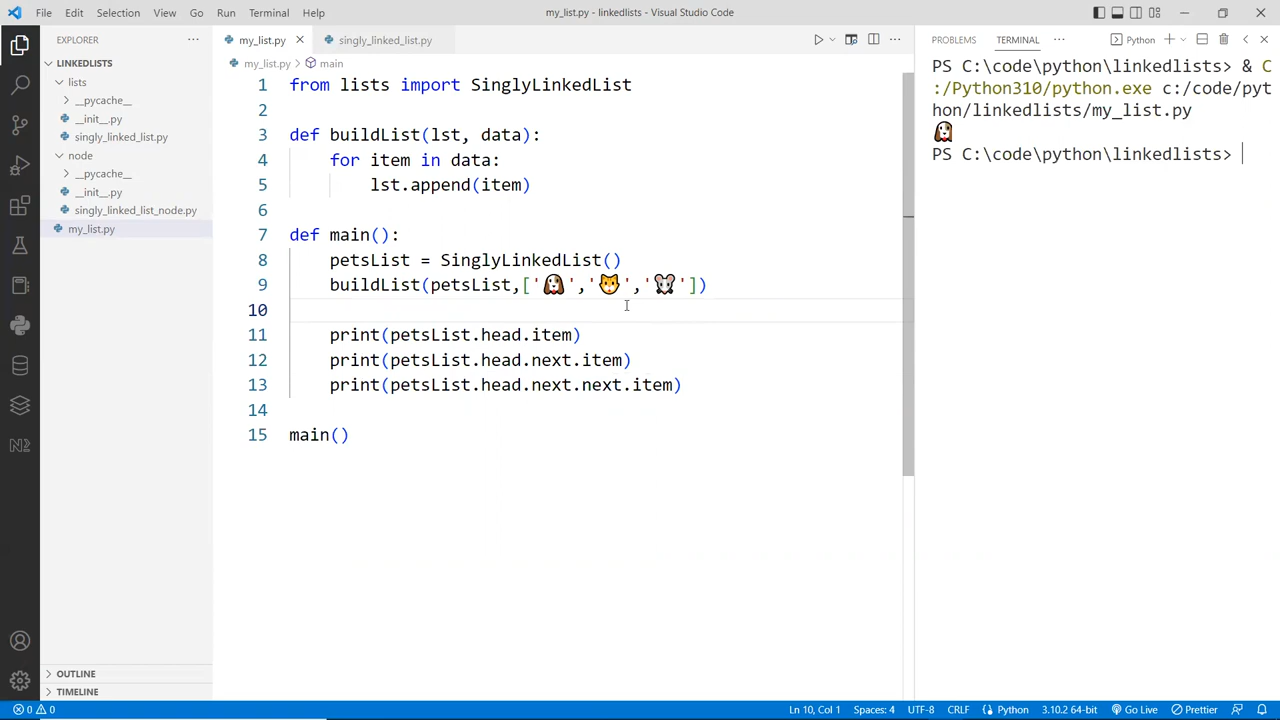 File Edit Selection View Go Run Terminal Help
my_list.py - linkedlists - Visual Studio Code
EXPLORER
LINKEDLISTS
lists
__pycache__
__init__.py
singly_linked_list.py
node
__pycache__
__init__.py
singly_linked_list_node.py
my_list.py
OUTLINE
TIMELINE
my_list.py
singly_linked_list.py
my_list.py > main
1 from lists import SinglyLinkedList
2
3 def buildList(lst, data):
4 for item in data:
5 lst.append(item)
6
7 def main():
8 petsList = SinglyLinkedList()
9 buildList(petsList,['🐶','🐱','🐭'])
10
11 print(petsList.head.item)
12 print(petsList.head.next.item)
13 print(petsList.head.next.next.item)
14
15 main()
PROBLEMS TERMINAL
Python
PS C:\code\python\linkedlists> & C
:/Python310/python.exe c:/code/pyt
hon/linkedlists/my_list.py
🐶
PS C:\code\python\linkedlists>
0 0 Ln 10, Col 1 Spaces: 4 UTF-8 CRLF Python 3.10.2 64-bit Go Live Prettier